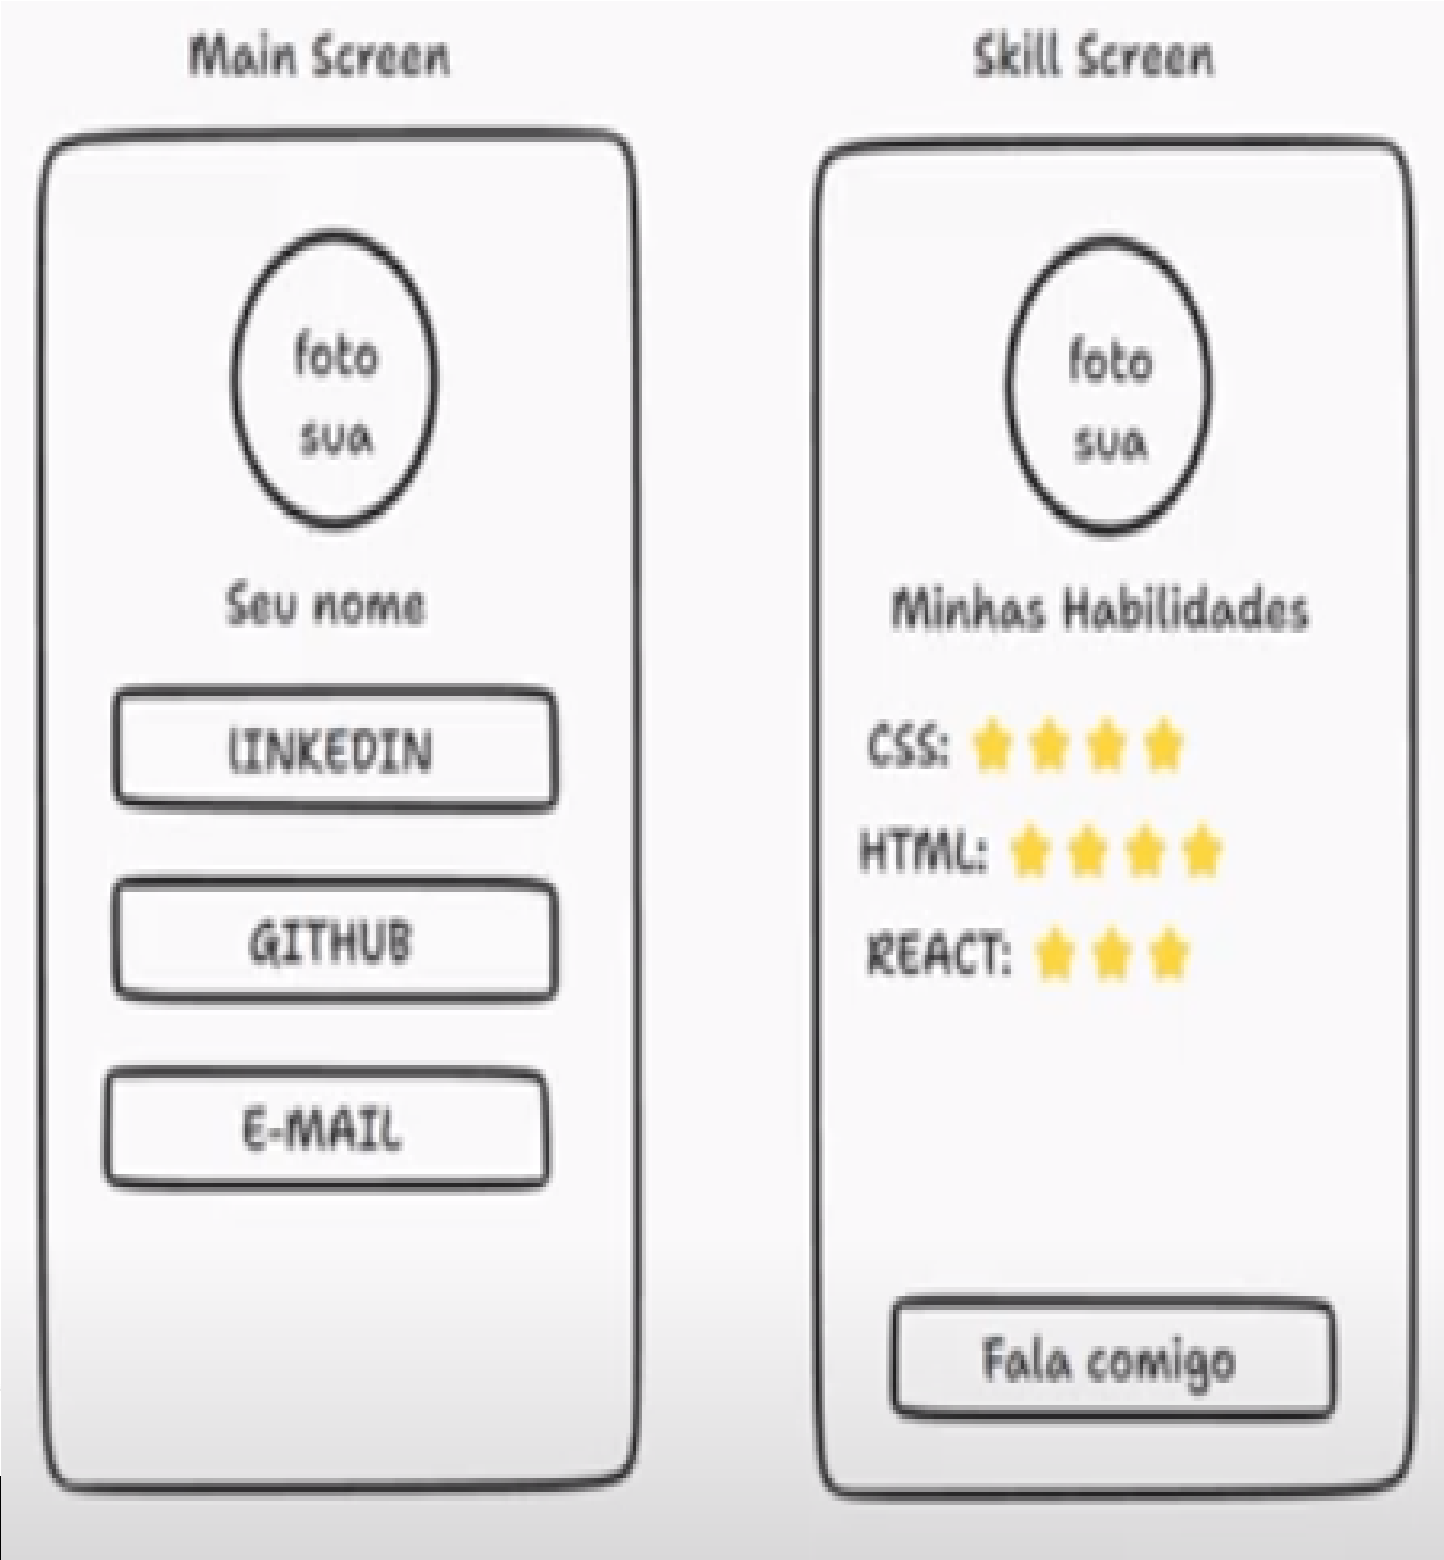 Main Screen
foto
sua
Seu nome
lINKEDIN
GITHUB
E-MAIL
Skill Screen
foto
sua
Minhas Habilidades
CSS:
HTML:
REACT:
Fala comigo